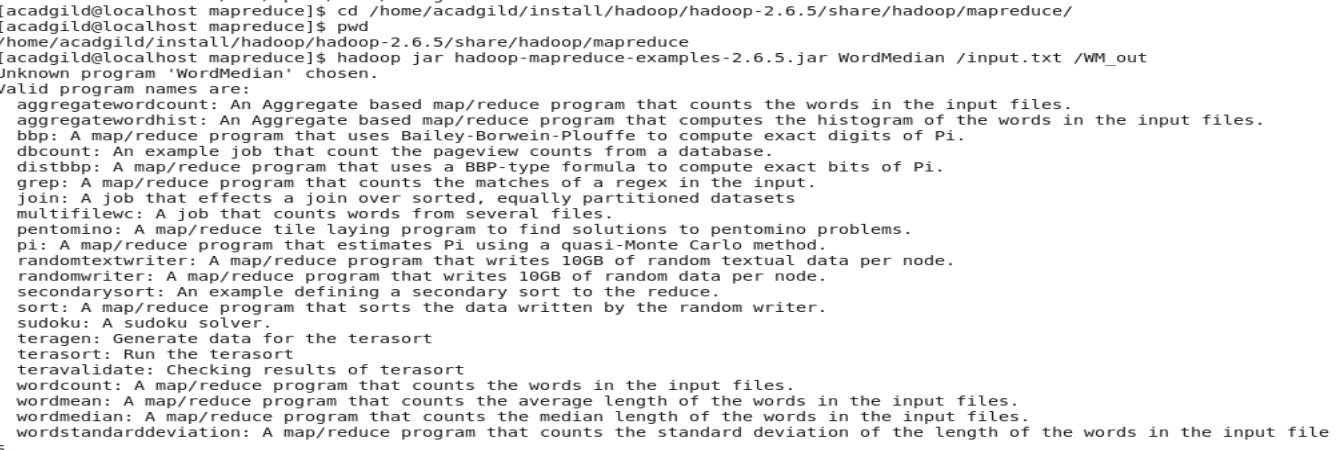 [acadgild@localhost mapreduce]$ cd /home/acadgild/install/hadoop/hadoop-2.6.5/share/hadoop/mapreduce/
[acadgild@localhost mapreduce]$ pwd
/home/acadgild/install/hadoop/hadoop-2.6.5/share/hadoop/mapreduce
[acadgild@localhost mapreduce]$ hadoop jar hadoop-mapreduce-examples-2.6.5.jar WordMedian /input.txt /WM_out
Unknown program 'WordMedian' chosen.
Valid program names are:
aggregatewordcount: An Aggregate based map/reduce program that counts the words in the input files.
aggregatewordhist: An Aggregate based map/reduce program that computes the histogram of the words in the input files.
bbp: A map/reduce program that uses Bailey-Borwein-Plouffe to compute exact digits of Pi.
dbcount: An example job that count the pageview counts from a database.
distbbp: A map/reduce program that uses a BBP-type formula to compute exact bits of Pi.
grep: A map/reduce program that counts the matches of a regex in the input.
join: A job that effects a join over sorted, equally partitioned datasets
multifilewc: A job that counts words from several files.
pentomino: A map/reduce tile laying program to find solutions to pentomino problems.
pi: A map/reduce program that estimates Pi using a quasi-Monte Carlo method.
randomtextwriter: A map/reduce program that writes 10GB of random textual data per node.
randomwriter: A map/reduce program that writes 10GB of random data per node.
secondarysort: An example defining a secondary sort to the reduce.
sort: A map/reduce program that sorts the data written by the random writer.
sudoku: A sudoku solver.
teragen: Generate data for the terasort
terasort: Run the terasort
teravalidate: Checking results of terasort
wordcount: A map/reduce program that counts the words in the input files.
wordmean: A map/reduce program that counts the average length of the words in the input files.
wordmedian: A map/reduce program that counts the median length of the words in the input files.
wordstandarddeviation: A map/reduce program that counts the standard deviation of the length of the words in the input file